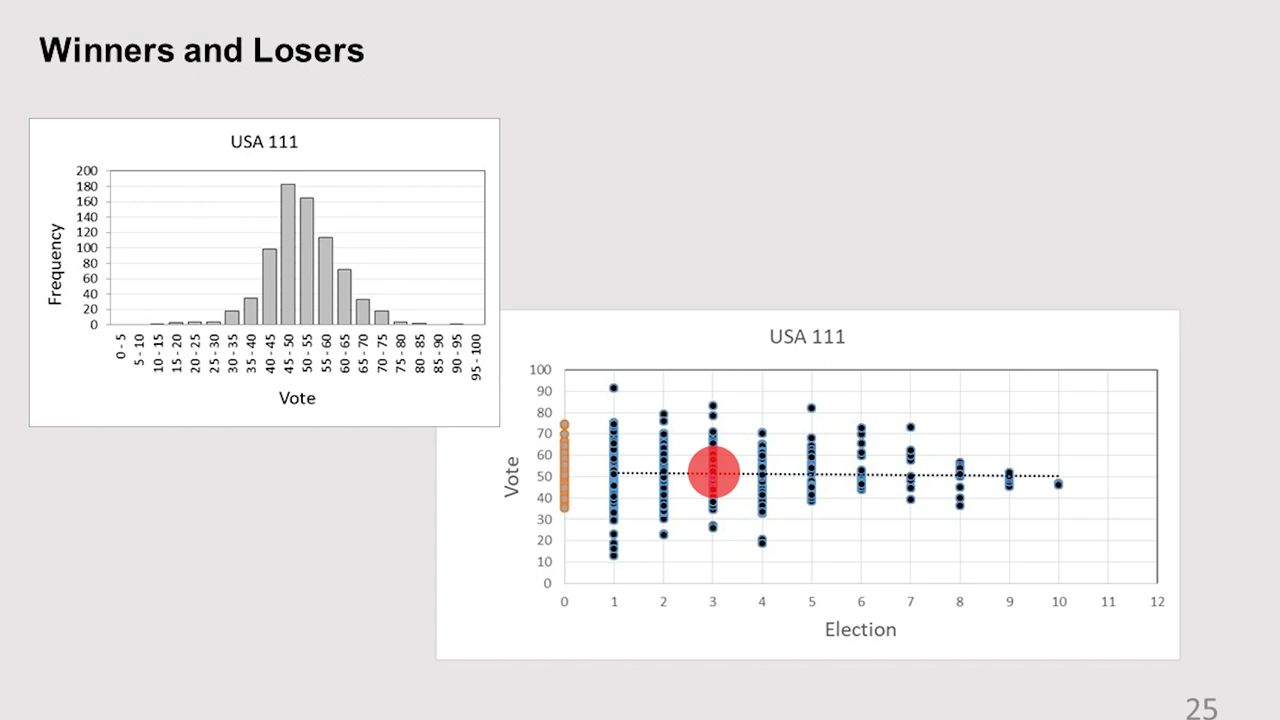 Winners and Losers
USA 111
200
180
160
140
120
100
80
60
40
20
0
Frequency
0 - 5
5 - 10
10 - 15
15 - 20
20 - 25
25 - 30
30 - 35
35 - 40
40 - 45
45 - 50
50 - 55
55 - 60
60 - 65
65 - 70
70 - 75
75 - 80
80 - 85
85 - 90
90 - 95
95 - 100
Vote
USA 111
100
90
80
70
60
50
40
30
20
10
0
Vote
0 1 2 3 4 5 6 7 8 9 10 11 12
Election
25